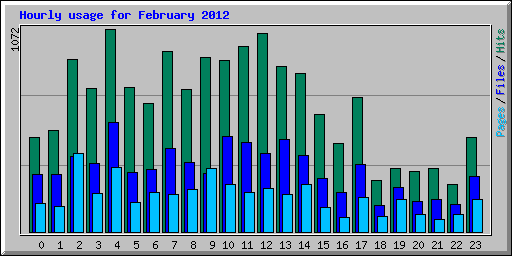 Hourly usage for February 2012
1072
Pages/Files/Hits
0 1 2 3 4 5 6 7 8 9 10 11 12 13 14 15 16 17 18 19 20 21 22 23